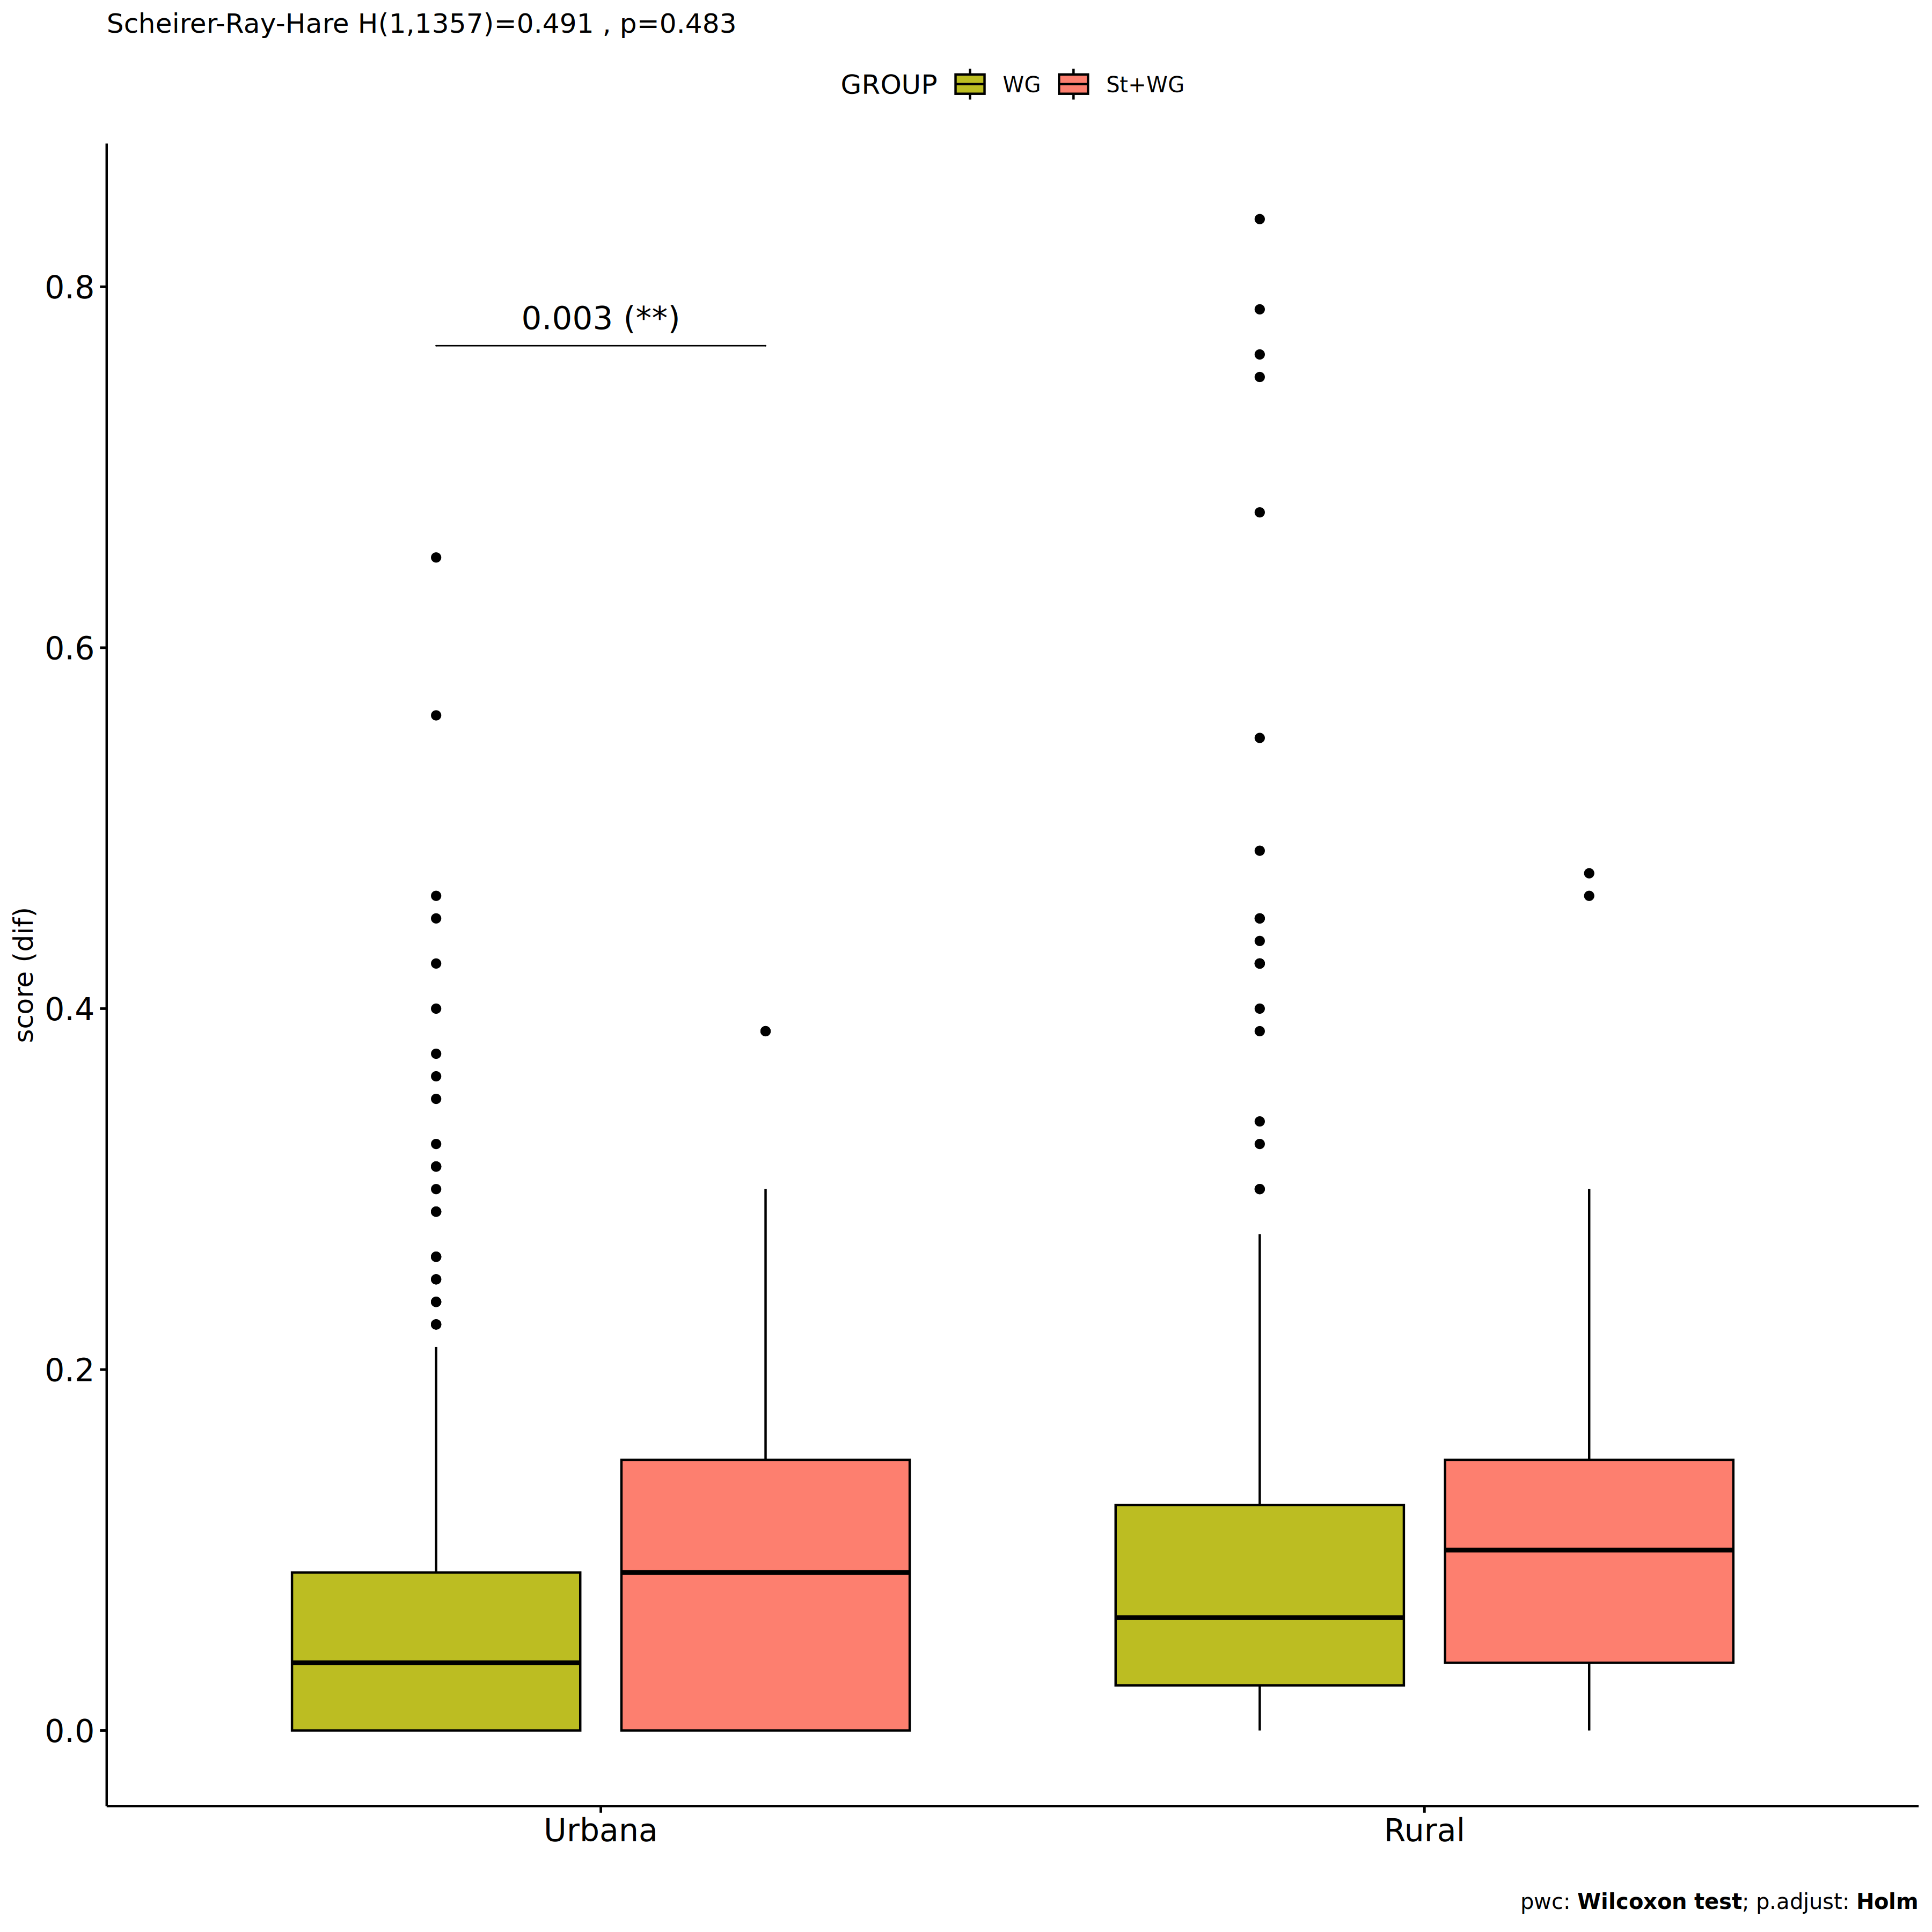 Scheirer-Ray-Hare H(1,1357)=0.491 , p=0.483
GROUP WG St+WG
0.8
0.6
0.4
0.2
0.0
score (dif)
0.003 (**)
Urbana
Rural
pwc: Wilcoxon test; p.adjust: Holm